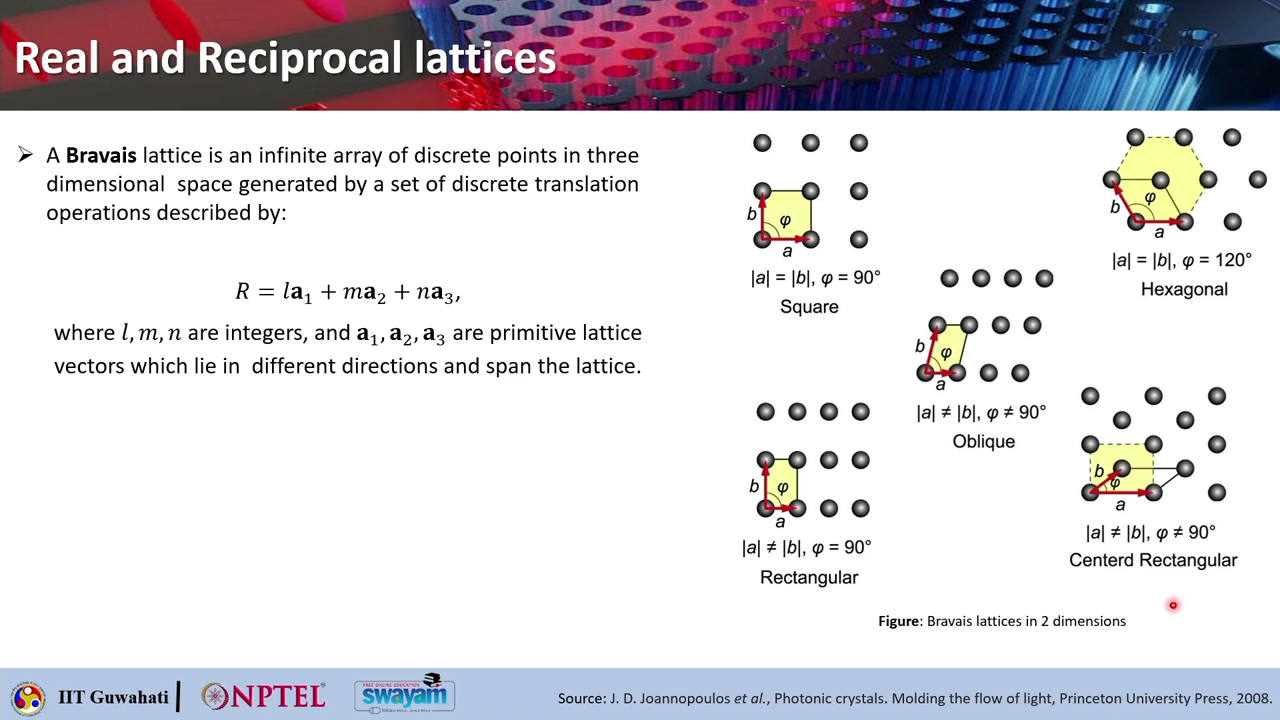 Real and Reciprocal lattices
➢ A Bravais lattice is an infinite array of discrete points in three
dimensional space generated by a set of discrete translation
operations described by:
R = la₁ + ma₂ + na₃,
where l, m, n are integers, and a₁, a₂, a₃ are primitive lattice
vectors which lie in different directions and span the lattice.
b
φ
a
|a| = |b|, φ = 90°
Square
b
φ
a
|a| = |b|, φ = 120°
Hexagonal
b
φ
a
|a| ≠ |b|, φ ≠ 90°
Oblique
b
φ
a
|a| ≠ |b|, φ = 90°
Rectangular
b
φ
a
|a| ≠ |b|, φ ≠ 90°
Centerd Rectangular
Figure: Bravais lattices in 2 dimensions
IIT Guwahati
NPTEL
FREE ONLINE EDUCATION
swayam
Source: J. D. Joannopoulos et al., Photonic crystals. Molding the flow of light, Princeton University Press, 2008.